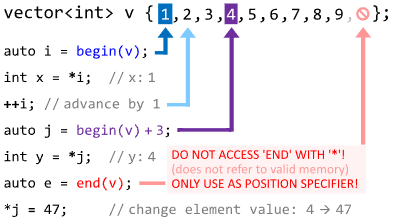 vector<int> v { 1,2,3,4,5,6,7,8,9, };
auto i = begin(v);
int x = *i; // x: 1
++i; // advance by 1
auto j = begin(v) + 3;
int y = *j; // y: 4
DO NOT ACCESS 'END' WITH '*'!
(does not refer to valid memory)
auto e = end(v);
ONLY USE AS POSITION SPECIFIER!
*j = 47; // change element value: 4 → 47